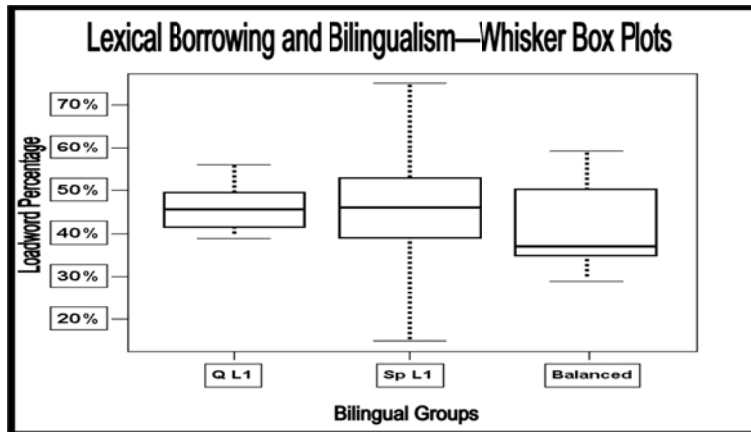 Lexical Borrowing and Bilingualism—Whisker Box Plots
Loadword Percentage
70%
60%
50%
40%
30%
20%
Q L1
Sp L1
Balanced
Bilingual Groups